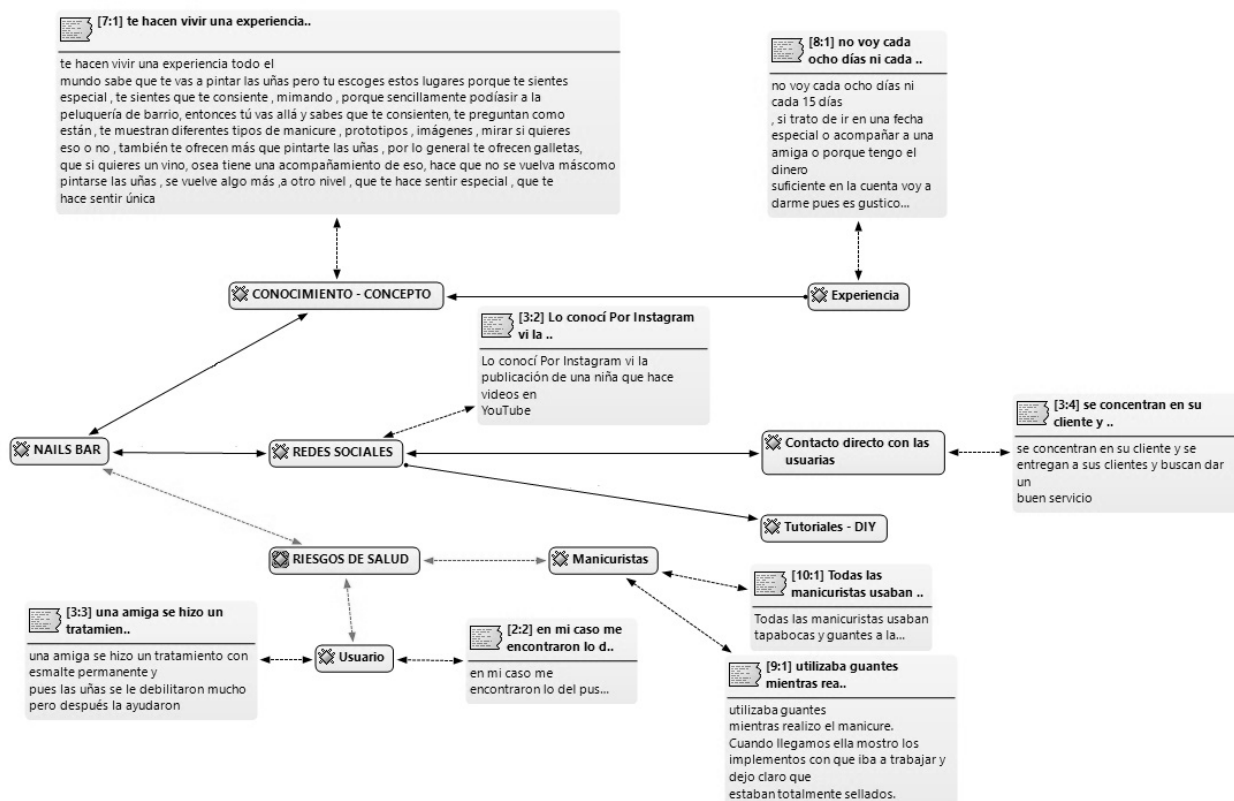 [7:1] te hacen vivir una experiencia..
te hacen vivir una experiencia todo el
mundo sabe que te vas a pintar las uñas pero tu escoges estos lugares porque te sientes
especial , te sientes que te consiente , mimando , porque sencillamente podíasir a la
peluquería de barrio, entonces tú vas allá y sabes que te consienten, te preguntan como
están , te muestran diferentes tipos de manicure , prototipos , imágenes , mirar si quieres
eso o no , también te ofrecen más que pintarte las uñas , por lo general te ofrecen galletas,
que si quieres un vino, osea tiene una acompañamiento de eso, hace que no se vuelva máscomo
pintarse las uñas , se vuelve algo más ,a otro nivel , que te hace sentir especial , que te
hace sentir única
[8:1] no voy cada
ocho días ni cada ..
no voy cada ocho días ni
cada 15 días
, si trato de ir en una fecha
especial o acompañar a una
amiga o porque tengo el
dinero
suficiente en la cuenta voy a
darme pues es gustico...
CONOCIMIENTO - CONCEPTO
Experiencia
[3:2] Lo conocí Por Instagram
vi la ..
Lo conocí Por Instagram vi la
publicación de una niña que hace
videos en
YouTube
[3:4] se concentran en su
cliente y ..
se concentran en su cliente y se
entregan a sus clientes y buscan dar
un
buen servicio
NAILS BAR
REDES SOCIALES
Contacto directo con las
usuarias
Tutoriales - DIY
RIESGOS DE SALUD
Manicuristas
[10:1] Todas las
manicuristas usaban ..
Todas las manicuristas usaban
tapabocas y guantes a la...
[3:3] una amiga se hizo un
tratamien..
una amiga se hizo un tratamiento con
esmalte permanente y
pues las uñas se le debilitaron mucho
pero después la ayudaron
Usuario
[2:2] en mi caso me
encontraron lo d..
en mi caso me
encontraron lo del pus...
[9:1] utilizaba guantes
mientras rea..
utilizaba guantes
mientras realizo el manicure.
Cuando llegamos ella mostro los
implementos con que iba a trabajar y
dejo claro que
estaban totalmente sellados.